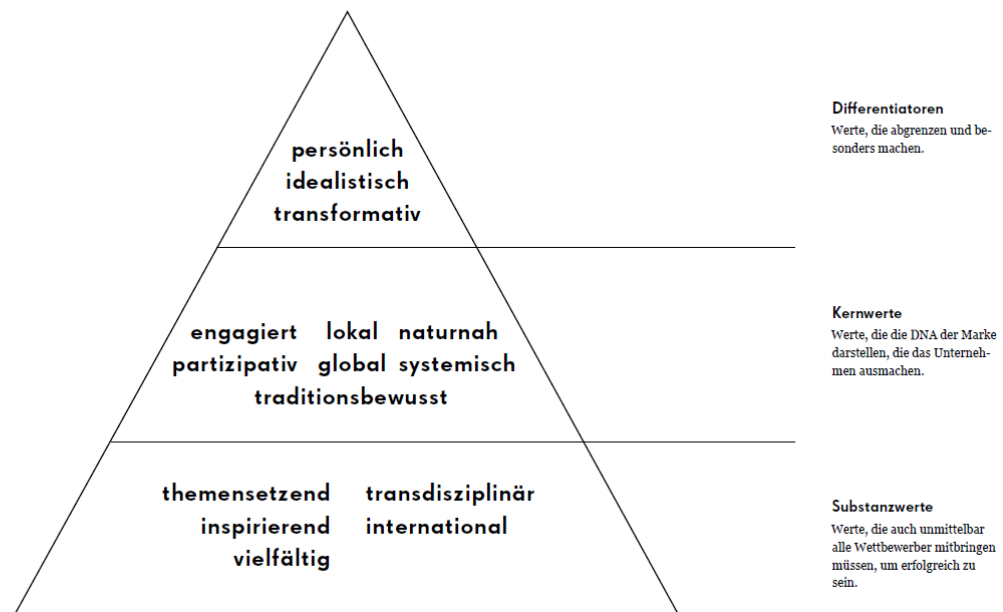 Differentiatoren
Werte, die abgrenzen und be-
sonders machen.
persönlich
idealistisch
transformativ
Kernwerte
Werte, die die DNA der Marke
darstellen, die das Unterneh-
men ausmachen.
engagiert lokal naturnah
partizipativ global systemisch
traditionsbewusst
Substanzwerte
Werte, die auch unmittelbar
alle Wettbewerber mitbringen
müssen, um erfolgreich zu
sein.
themensetzend transdisziplinär
inspirierend international
vielfältig